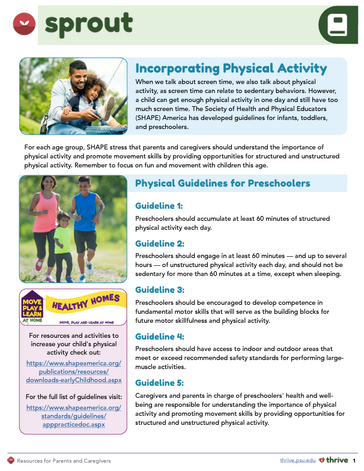 sprout
Incorporating Physical Activity
When we talk about screen time, we also talk about physical
activity, as screen time can relate to sedentary behaviors. However,
a child can get enough physical activity in one day and still have too
much screen time. The Society of Health and Physical Educators
(SHAPE) America has developed guidelines for infants, toddlers,
and preschoolers.
For each age group, SHAPE stress that parents and caregivers should understand the importance of
physical activity and promote movement skills by providing opportunities for structured and unstructured
physical activity. Remember to focus on fun and movement with children this age.
Physical Guidelines for Preschoolers
Guideline 1:
Preschoolers should accumulate at least 60 minutes of structured
physical activity each day.
Guideline 2:
Preschoolers should engage in at least 60 minutes — and up to several
hours — of unstructured physical activity each day, and should not be
sedentary for more than 60 minutes at a time, except when sleeping.
Guideline 3:
Preschoolers should be encouraged to develop competence in
fundamental motor skills that will serve as the building blocks for
future motor skillfulness and physical activity.
Guideline 4:
Preschoolers should have access to indoor and outdoor areas that
meet or exceed recommended safety standards for performing large-
muscle activities.
Guideline 5:
Caregivers and parents in charge of preschoolers' health and well-
being are responsible for understanding the importance of physical
activity and promoting movement skills by providing opportunities for
structured and unstructured physical activity.
MOVE
PLAY &
LEARN
AT HOME
HEALTHY HOMES
MOVE, PLAY AND LEARN AT HOME
For resources and activities to
increase your child's physical
activity check out:
https://www.shapeamerica.org/
publications/resources/
downloads-earlyChildhood.aspx
For the full list of guidelines visit:
https://www.shapeamerica.org/
standards/guidelines/
apppracticedoc.aspx
Resources for Parents and Caregivers
thrive.psu.edu
thrive
1